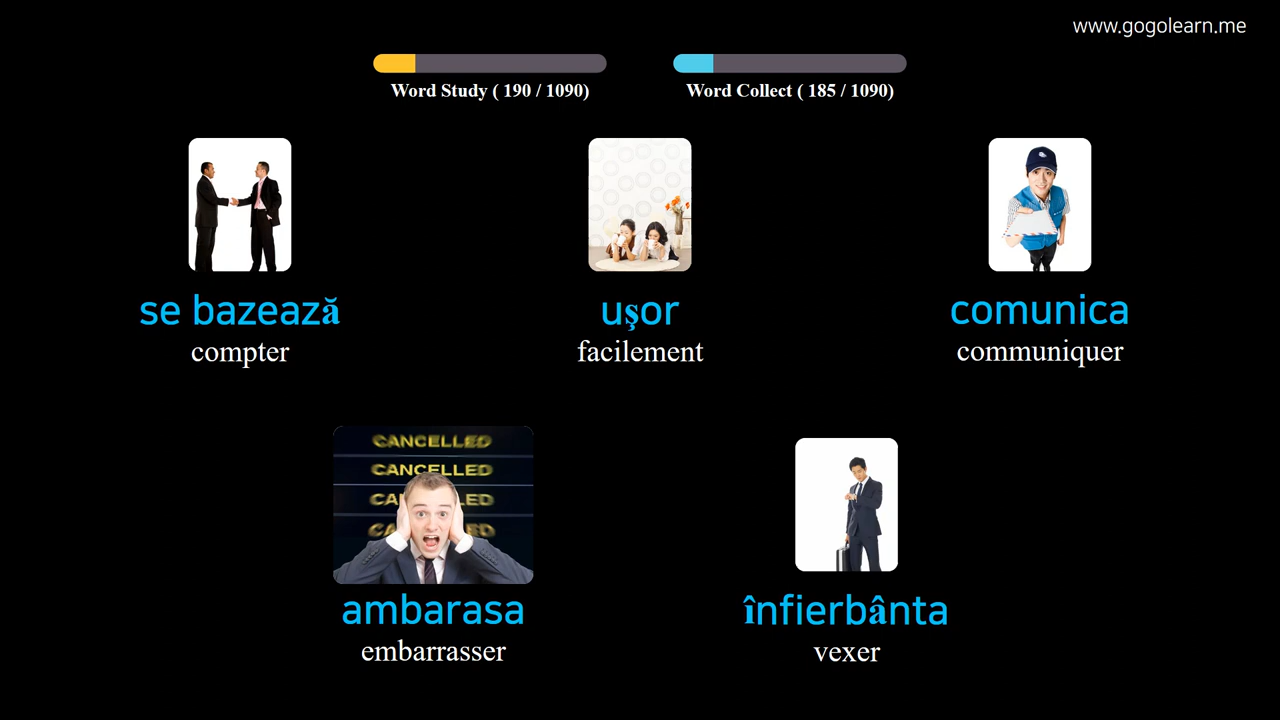 www.gogolearn.me
Word Study ( 190 / 1090)
Word Collect ( 185 / 1090)
se bazează
compter
uşor
facilement
comunica
communiquer
CANCELLED
CANCELLED
ambarasa
embarrasser
înfierbânta
vexer